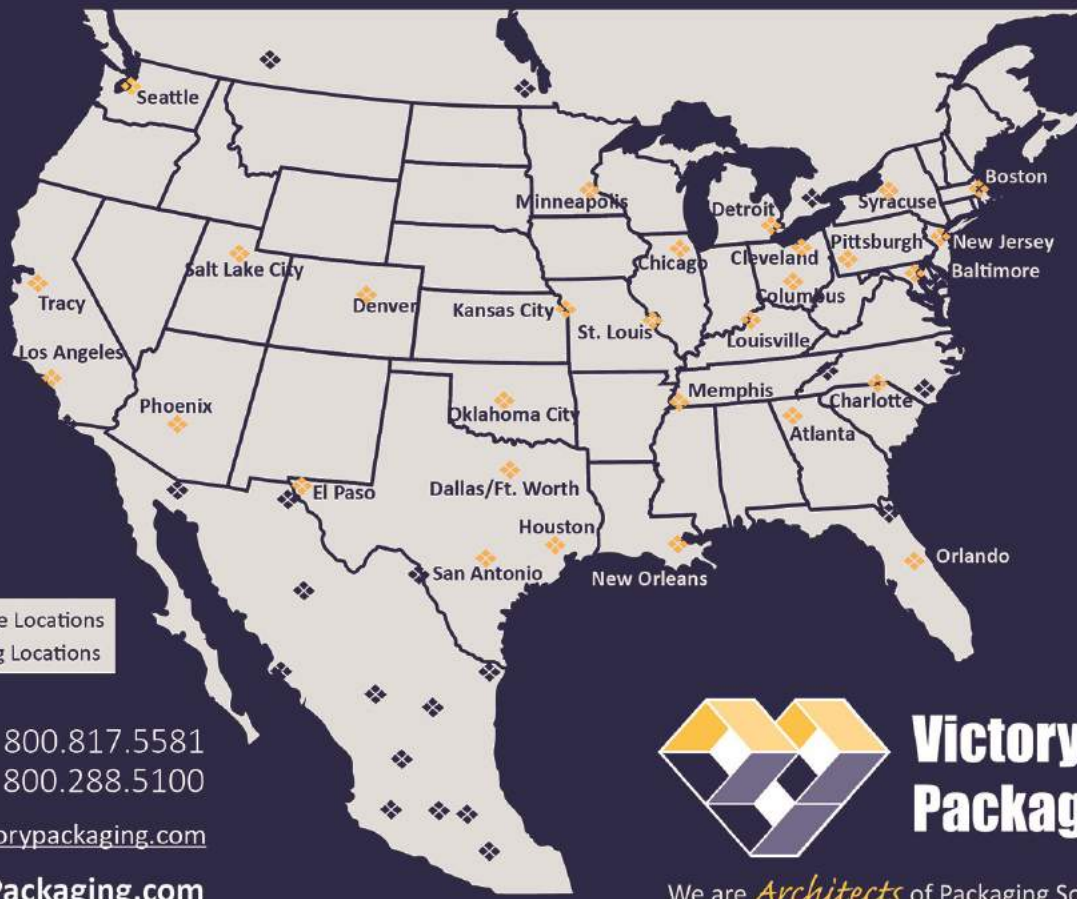 Seattle
Boston
Minneapolis
Detroit
Syracuse
Pittsburgh
New Jersey
Salt Lake City
Chicago
Cleveland
Baltimore
Tracy
Denver
Kansas City
Columbus
St. Louis
Louisville
Los Angeles
Memphis
Phoenix
Oklahoma City
Charlotte
Atlanta
El Paso
Dallas/Ft. Worth
Houston
San Antonio
New Orleans
Orlando
e Locations
g Locations
800.817.5581
800.288.5100
orypackaging.com
Packaging.com
Victory
Packag
We are Architects of Packaging So